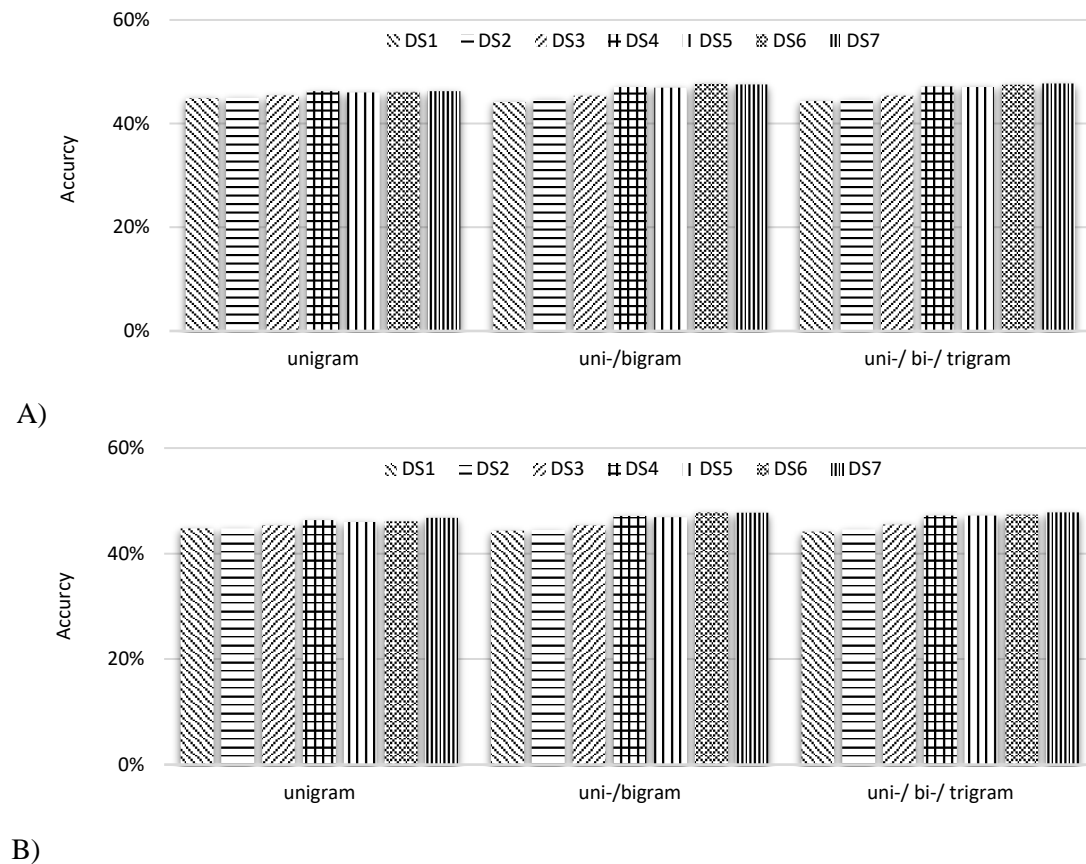 60%
DS1 DS2 DS3 DS4 DS5 DS6 DS7
40%
Accurcy
20%
0%
unigram uni-/bigram uni-/ bi-/ trigram
A)
60%
DS1 DS2 DS3 DS4 DS5 DS6 DS7
40%
Accurcy
20%
0%
unigram uni-/bigram uni-/ bi-/ trigram
B)